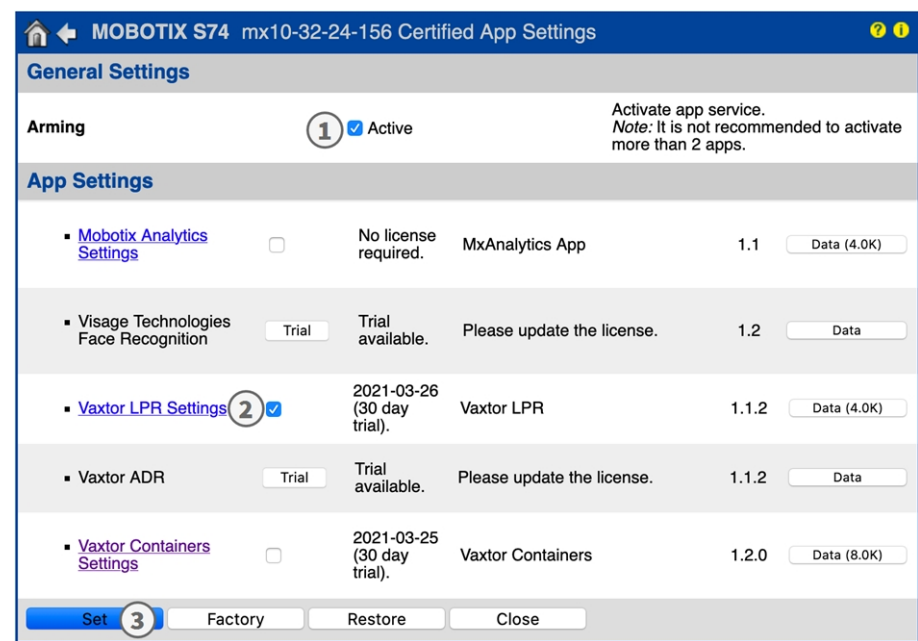 MOBOTIX S74 mx10-32-24-156 Certified App Settings ? i
General Settings
Arming 1 Active
Activate app service.
Note: It is not recommended to activate
more than 2 apps.
App Settings
Mobotix Analytics
Settings
No license
required.
MxAnalytics App 1.1 Data (4.0K)
Visage Technologies
Face Recognition
Trial
Trial
available.
Please update the license. 1.2 Data
Vaxtor LPR Settings 2
2021-03-26
(30 day
trial).
Vaxtor LPR 1.1.2 Data (4.0K)
Vaxtor ADR Trial
Trial
available.
Please update the license. 1.1.2 Data
Vaxtor Containers
Settings
2021-03-25
(30 day
trial).
Vaxtor Containers 1.2.0 Data (8.0K)
Set 3 Factory Restore Close